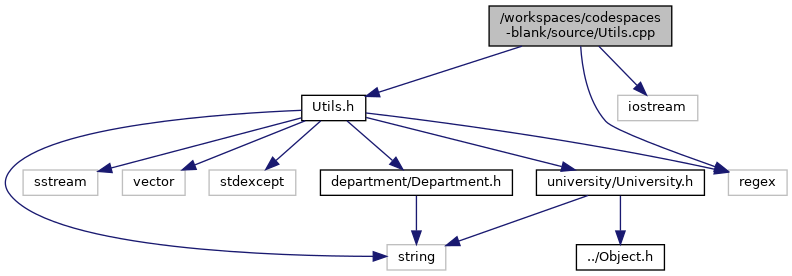 /workspaces/codespaces
-blank/source/Utils.cpp
Utils.h
iostream
sstream
vector
stdexcept
department/Department.h
university/University.h
regex
string
../Object.h